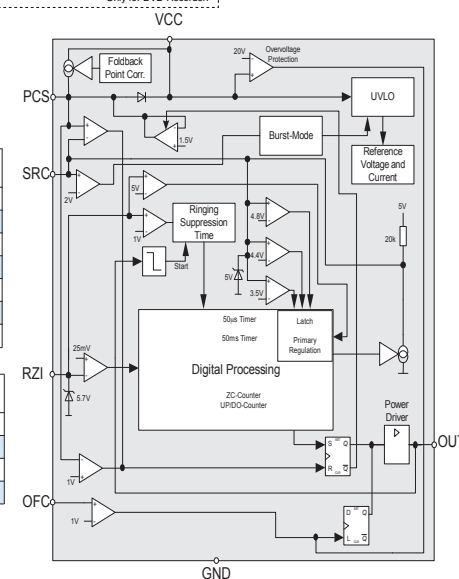 VCC
Foldback
Point Corr.
20V
Overvoltage
Protection
PCS
UVLO
1.5V
Burst-Mode
Reference
Voltage and
Current
SRC
2V
5V
1V
Ringing
Suppression
Time
4.8V
5V
20k
Start
5V
4.4V
3.5V
50µs Timer
50ms Timer
Latch
Primary
Regulation
25mV
RZI
Digital Processing
5.7V
ZC-Counter
UP/DO-Counter
Power
Driver
S Q
R Q
OUT
1V
OFC
1V
D Q
L Q
GND